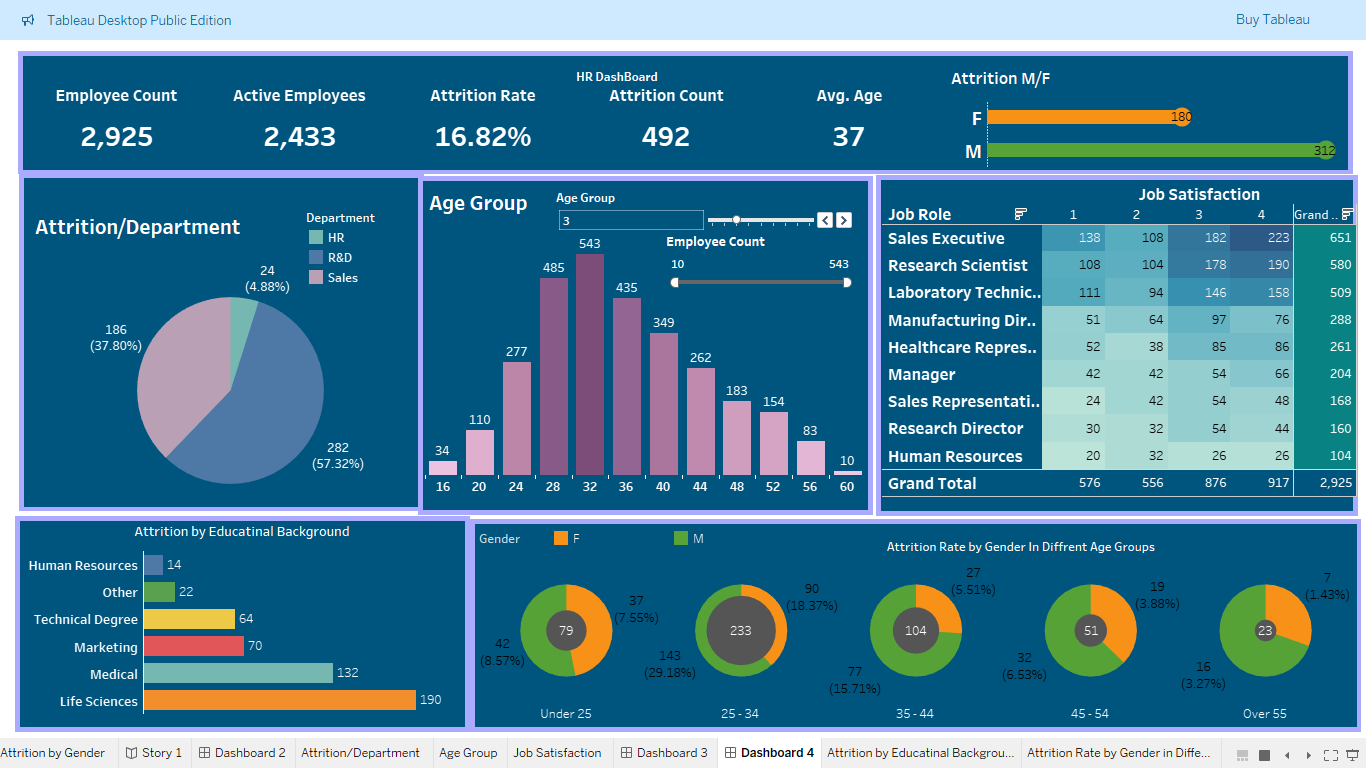 Tableau Desktop Public Edition
Buy Tableau
HR DashBoard
Employee Count
Active Employees
Attrition Rate
Attrition Count
Avg. Age
2,925
2,433
16.82%
492
37
Attrition M/F
F
180
M
312
Attrition/Department
Department
HR
R&D
Sales
24
(4.88%)
186
(37.80%)
282
(57.32%)
Age Group
Age Group
3
Employee Count
10 543
34
110
277
485
543
435
349
262
183
154
83
10
16 20 24 28 32 36 40 44 48 52 56 60
Job Satisfaction
Job Role 1 2 3 4 Grand ..
Sales Executive 138 108 182 223 651
Research Scientist 108 104 178 190 580
Laboratory Technic.. 111 94 146 158 509
Manufacturing Dir.. 51 64 97 76 288
Healthcare Repres.. 52 38 85 86 261
Manager 42 42 54 66 204
Sales Representati.. 24 42 54 48 168
Research Director 30 32 54 44 160
Human Resources 20 32 26 26 104
Grand Total 576 556 876 917 2,925
Attrition by Educatinal Background
Human Resources 14
Other 22
Technical Degree 64
Marketing 70
Medical 132
Life Sciences 190
Gender F M
Attrition Rate by Gender In Diffrent Age Groups
37
(7.55%)
79
42
(8.57%)
Under 25
90
(18.37%)
233
143
(29.18%)
25 - 34
27
(5.51%)
104
77
(15.71%)
35 - 44
19
(3.88%)
51
32
(6.53%)
45 - 54
7
(1.43%)
23
16
(3.27%)
Over 55
Attrition by Gender
Story 1
Dashboard 2
Attrition/Department
Age Group
Job Satisfaction
Dashboard 3
Dashboard 4
Attrition by Educatinal Backgrou...
Attrition Rate by Gender in Diffe...